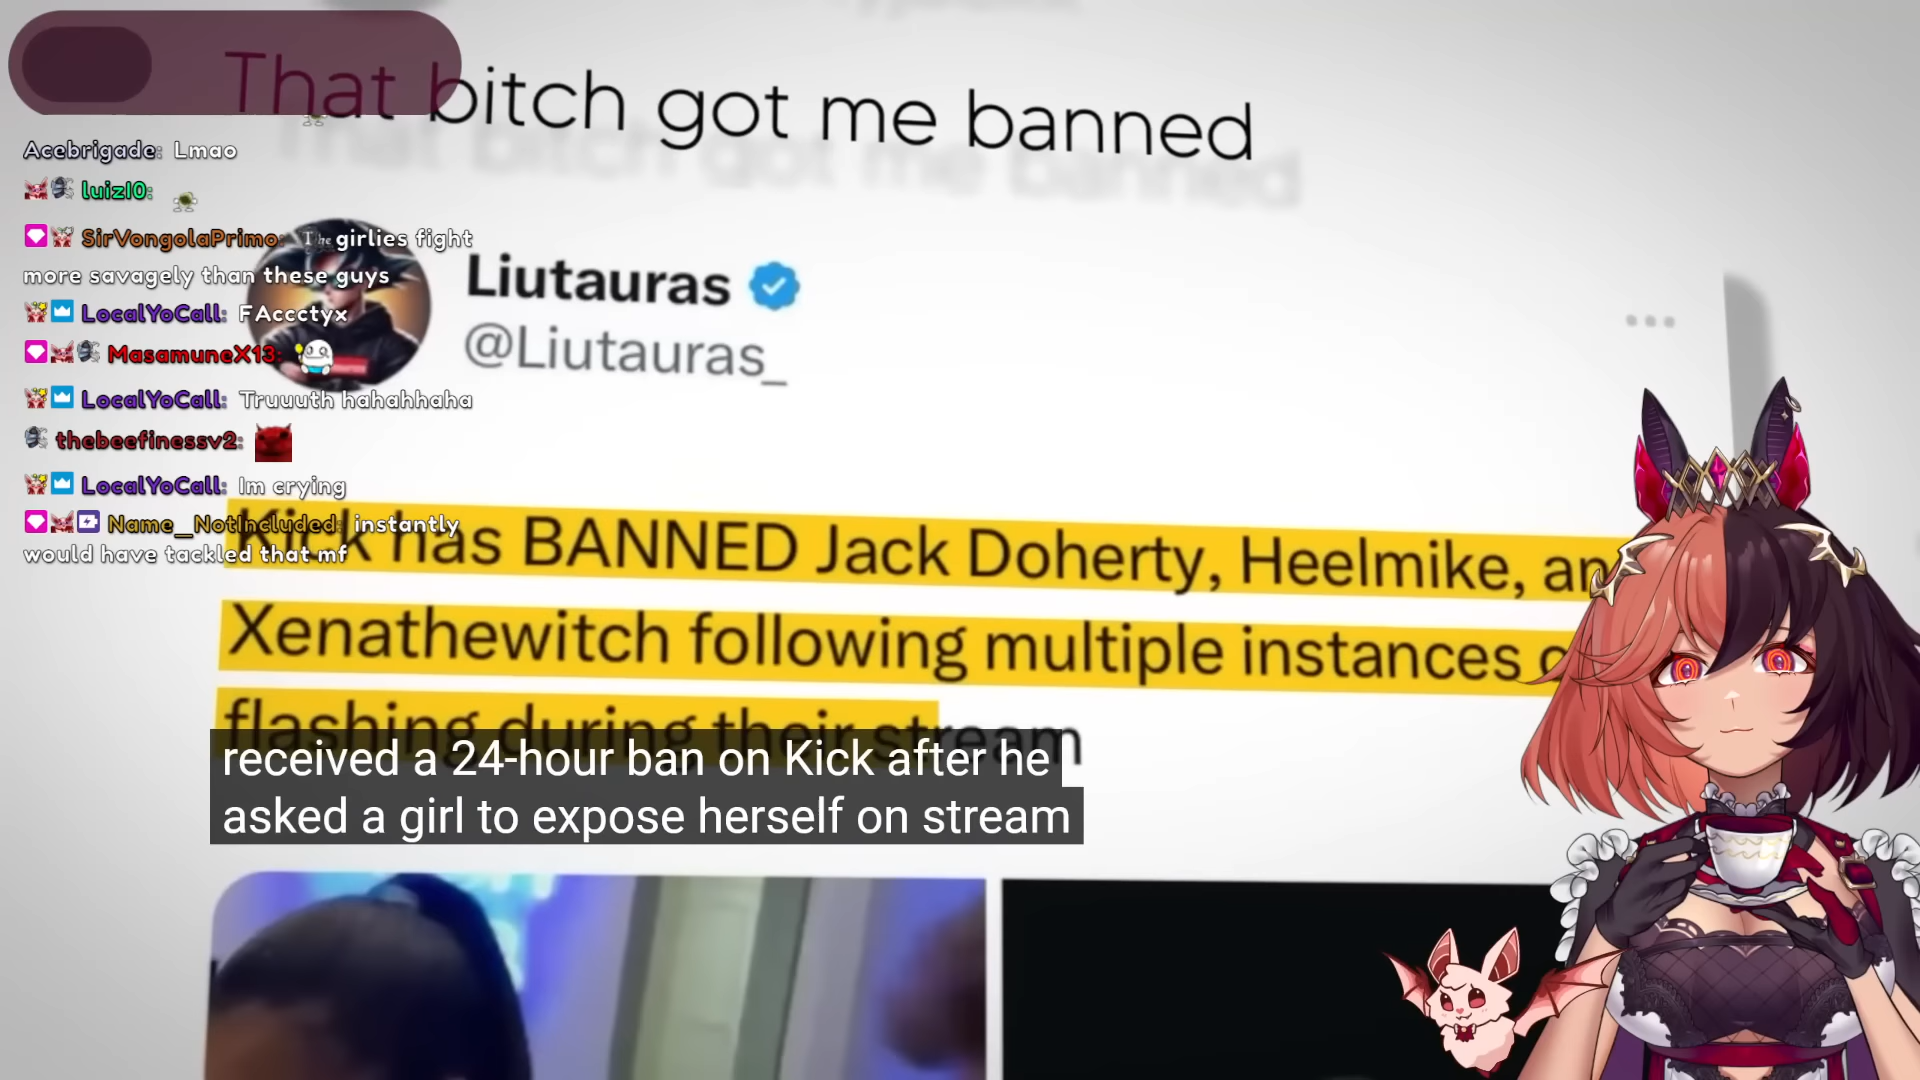 That bitch got me banned
Acebrigade: Lmao
luizl0:
SirVongolaPrimo: The girlies fight
more savagely than these guys
LocalYoCall: FAccctyx
MasamuneX13:
LocalYoCall: Truuuth hahahhaha
thebeefinessv2:
LocalYoCall: Im crying
Name_NotIncluded: instantly
would have tackled that mf
Liutauras
@Liutauras_
Kick has BANNED Jack Doherty, Heelmike, an
Xenathewitch following multiple instances o
flashing during their stream
received a 24-hour ban on Kick after he
asked a girl to expose herself on stream